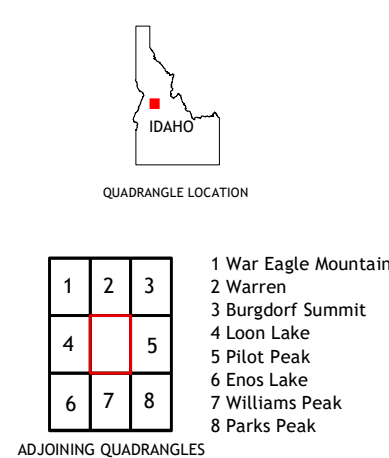 IDAHO
QUADRANGLE LOCATION
1 2 3
4 5
6 7 8
1 War Eagle Mountain
2 Warren
3 Burgdorf Summit
4 Loon Lake
5 Pilot Peak
6 Enos Lake
7 Williams Peak
8 Parks Peak
ADJOINING QUADRANGLES